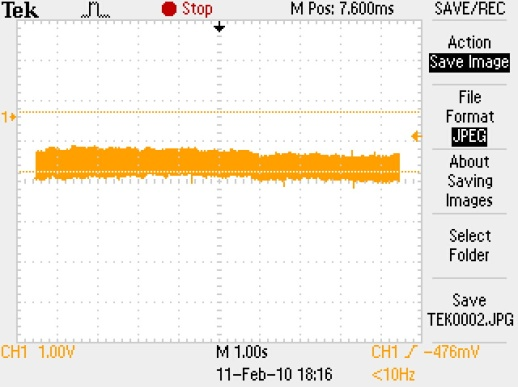 Tek Stop M Pos: 7.600ms SAVE/REC
Action
Save Image
File
Format
JPEG
About
Saving
Images
Select
Folder
Save
TEK0002.JPG
1
CH1 1.00V M 1.00s CH1 -476mV
11-Feb-10 18:16 <10Hz